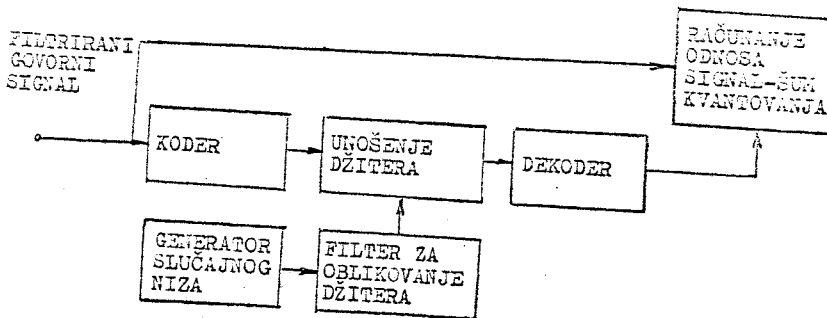 FILTRIRANI
GOVORNI
SIGNAL
RAČUNANJE
ODNOSA
SIGNAL-ŠUM
KVANTOVANJA
KODER
UNOŠENJE
DŽITERA
DEKODER
GENERATOR
SLUČAJNOG
NIZA
FILTER ZA
OBLIKOVANJE
DŽITERA